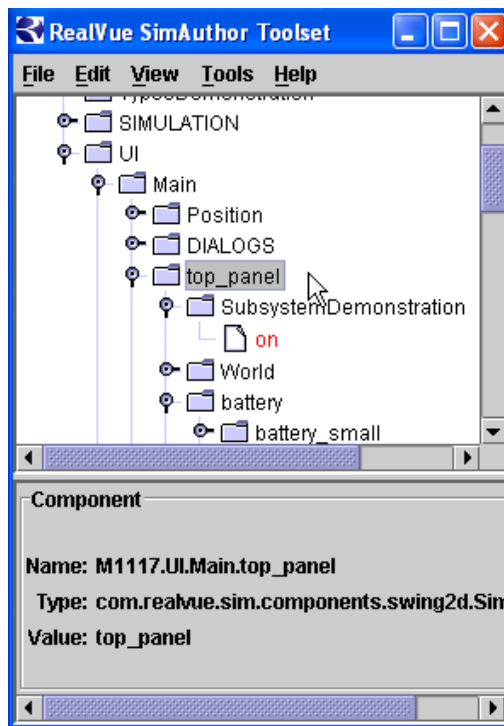 RealVue SimAuthor Toolset
File Edit View Tools Help
TypesDemonstration
SIMULATION
UI
Main
Position
DIALOGS
top_panel
SubsystemDemonstration
on
World
battery
battery_small
Component
Name: M1117.UI.Main.top_panel
Type: com.realvue.sim.components.swing2d.Sim
Value: top_panel